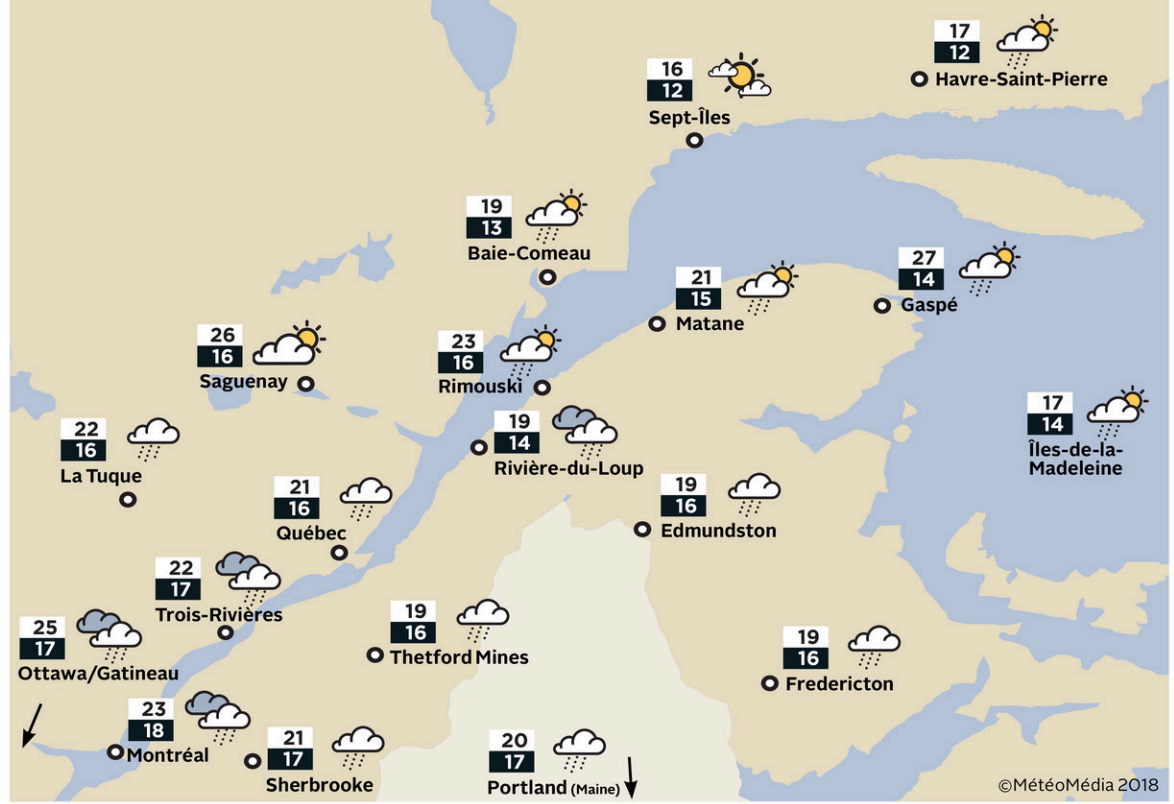 17
12
Havre-Saint-Pierre
16
12
Sept-Îles
19
13
Baie-Comeau
27
14
Gaspé
21
15
Matane
26
16
Saguenay
23
16
Rimouski
17
14
Îles-de-la-
Madeleine
22
16
La Tuque
19
14
Rivière-du-Loup
21
16
Québec
19
16
Edmundston
22
17
Trois-Rivières
25
17
Ottawa/Gatineau
19
16
Thetford Mines
19
16
Fredericton
23
18
Montréal
21
17
Sherbrooke
20
17
Portland (Maine)
©MétéoMédia 2018